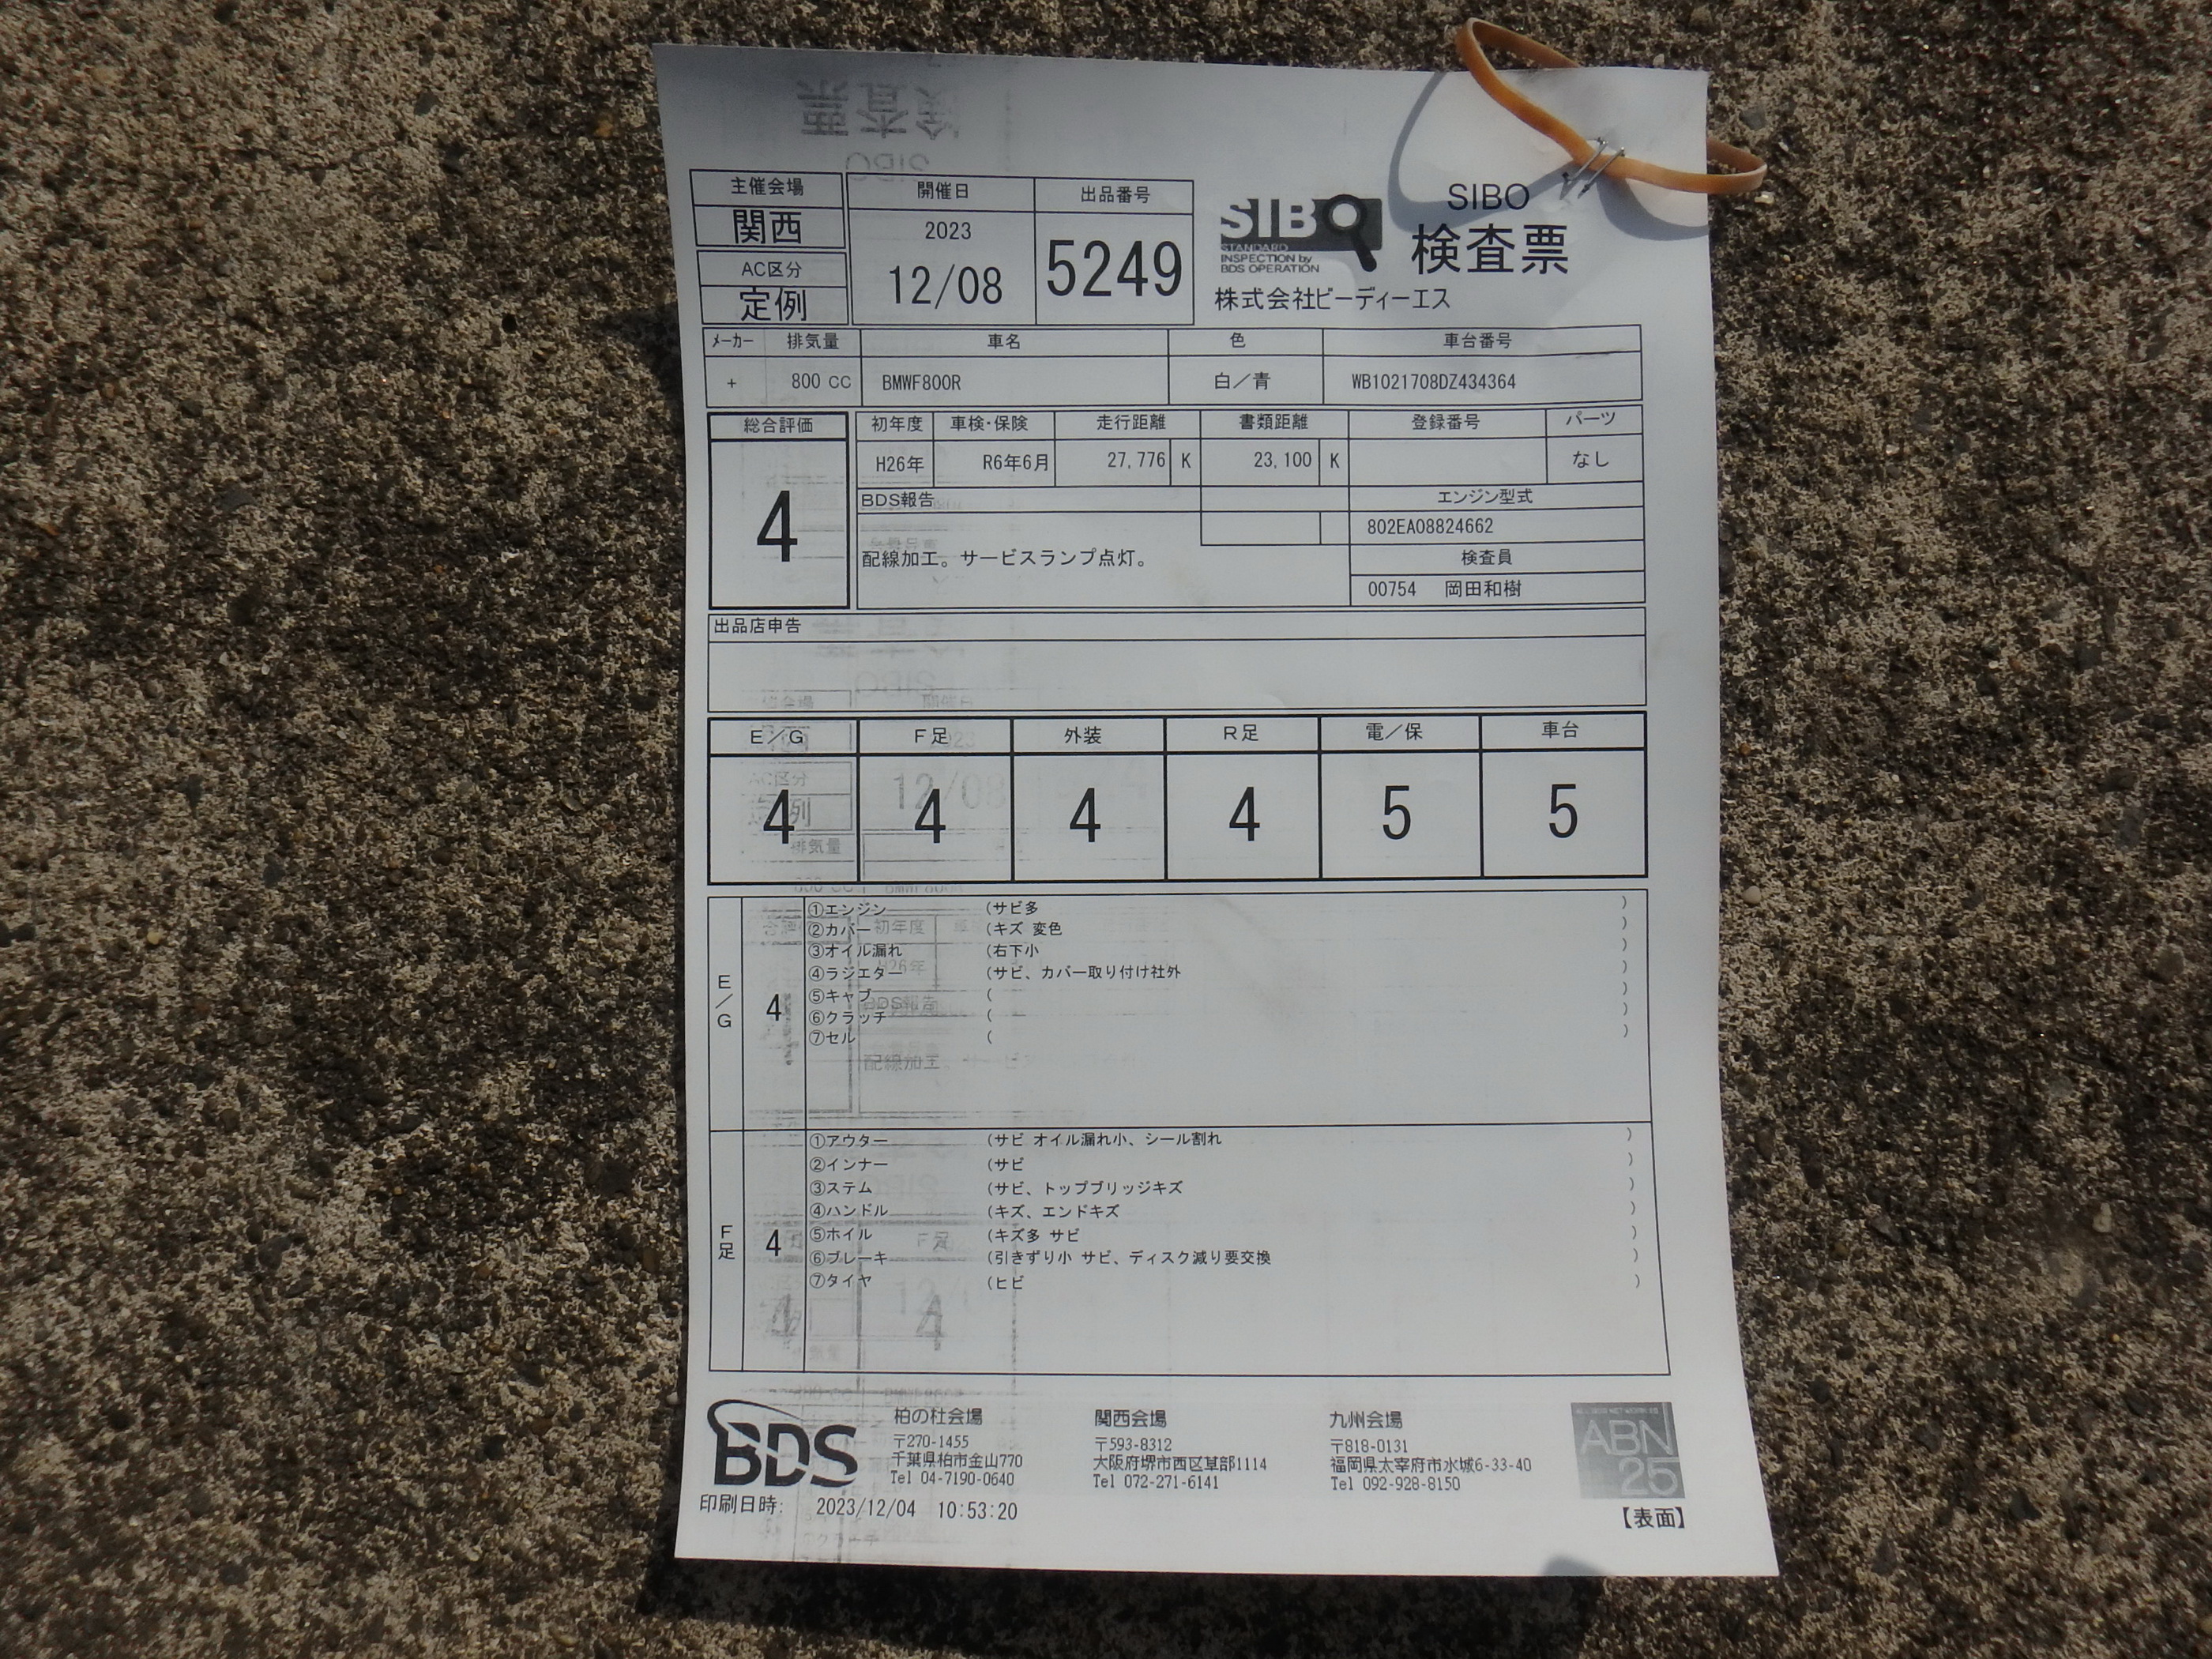 主催会場
関西
AC区分
定例
開催日
2023
12/08
出品番号
5249
SIBO
STANDARD
INSPECTION by
BDS OPERATION
SIBO
検査票
株式会社ビーディーエス
メーカー 排気量 車名 色 車台番号
+ 800 CC BMWF800R 白／青 WB1021708DZ434364
総合評価
4
初年度 車検・保険 走行距離 書類距離 登録番号 パーツ
H26年 R6年6月 27,776 K 23,100 K なし
BDS報告
配線加工。サービスランプ点灯。
エンジン型式
802EA08824662
検査員
00754 岡田和樹
出品店申告
E／G F足 外装 R足 電／保 車台
4 4 4 4 5 5
E／G
4
①エンジン (サビ多 )
②カバー (キズ 変色 )
③オイル漏れ (右下小 )
④ラジエター (サビ、カバー取り付け社外 )
⑤キャブ ( )
⑥クラッチ ( )
⑦セル ( )
F足
4
①アウター (サビ オイル漏れ小、シール割れ )
②インナー (サビ )
③ステム (サビ、トップブリッジキズ )
④ハンドル (キズ、エンドキズ )
⑤ホイル (キズ多 サビ )
⑥ブレーキ (引きずり小 サビ、ディスク減り要交換 )
⑦タイヤ (ヒビ )
BDS
柏の杜会場
〒270-1455
千葉県柏市金山770
Tel 04-7190-0640
関西会場
〒593-8312
大阪府堺市西区草部1114
Tel 072-271-6141
九州会場
〒818-0131
福岡県太宰府市水城6-33-40
Tel 092-928-8150
ABN
25
印刷日時: 2023/12/04 10:53:20
【表面】